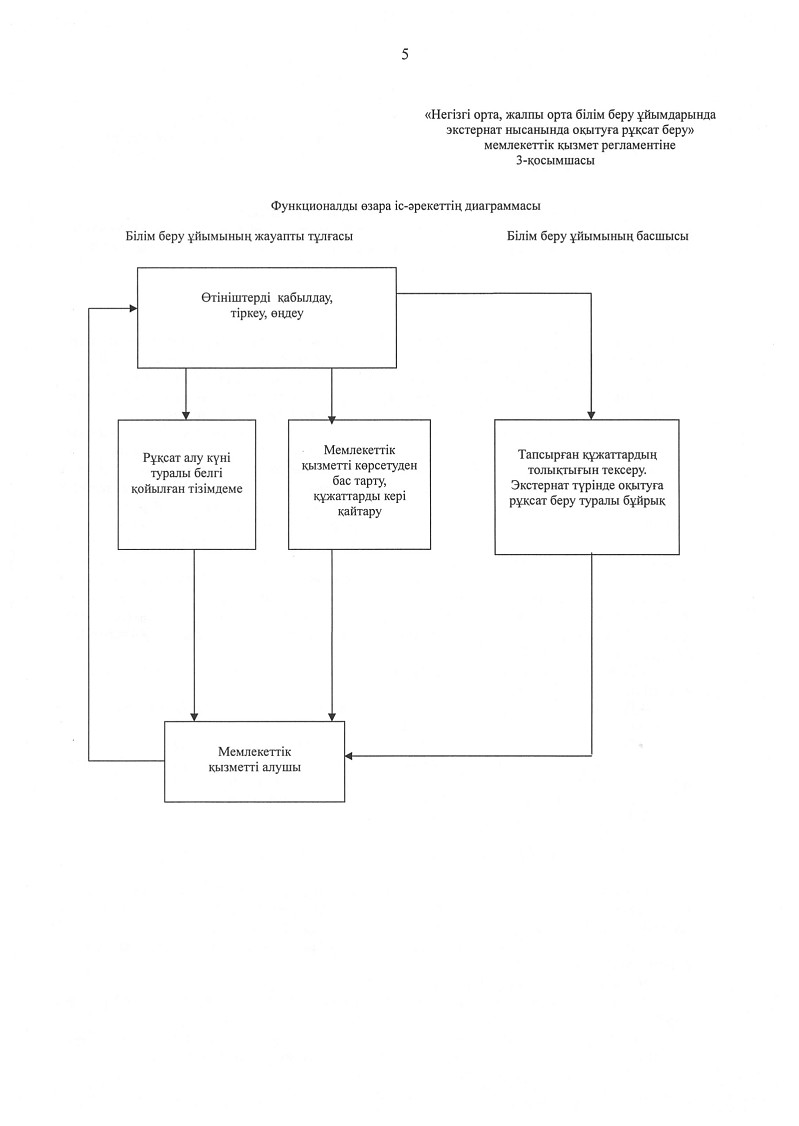 5
«Негізгі орта, жалпы орта білім беру ұйымдарында
экстернат нысанында оқытуға рұқсат беру»
мемлекеттік қызмет регламентіне
3-қосымшасы
Функционалды өзара іс-әрекеттің диаграммасы
Білім беру ұйымының жауапты тұлғасы
Білім беру ұйымының басшысы
Өтініштерді қабылдау,
тіркеу, өңдеу
Рұқсат алу күні
туралы белгі
қойылған тізімдеме
Мемлекеттік
қызметті көрсетуден
бас тарту,
құжаттарды кері
қайтару
Тапсырған құжаттардың
толықтығын тексеру.
Экстернат түрінде оқытуға
рұқсат беру туралы бұйрық
Мемлекеттік
қызметті алушы